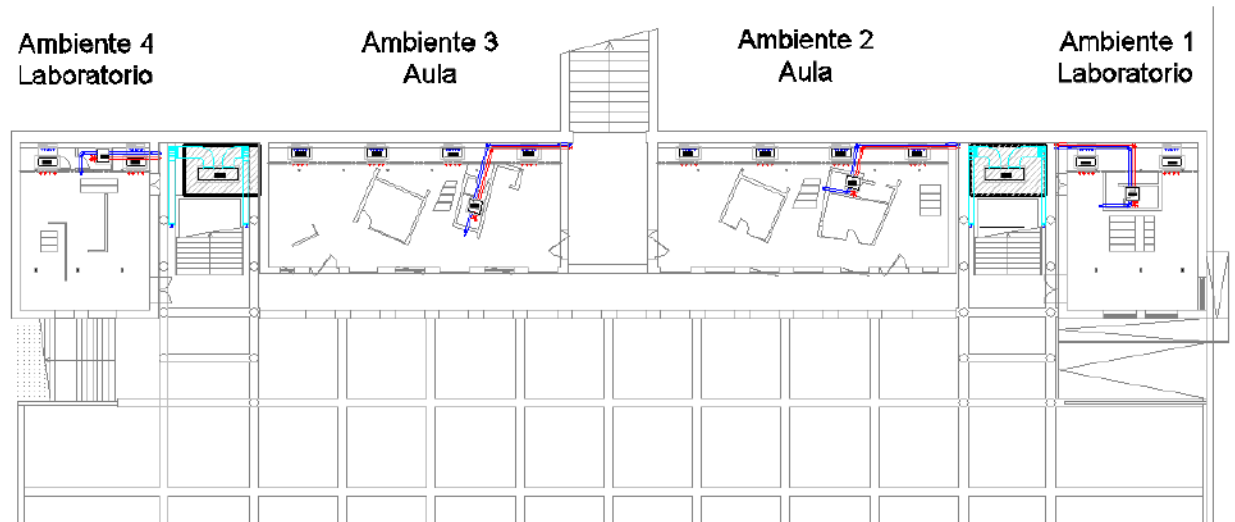 Ambiente 4
Laboratorio
Ambiente 3
Aula
Ambiente 2
Aula
Ambiente 1
Laboratorio